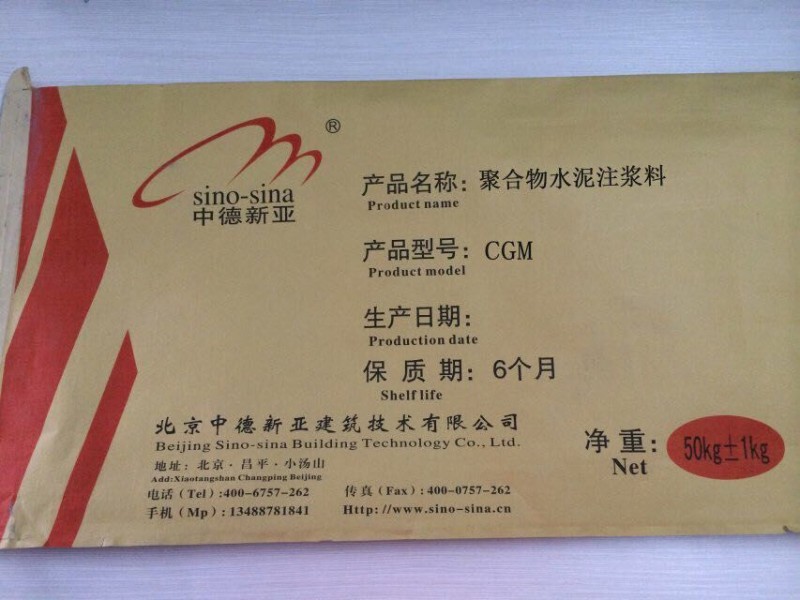 ®
sino-sina
中德新亚
产品名称：聚合物水泥注浆料
Product name
产品型号：CGM
Product model
生产日期：
Production date
保 质 期：6个月
Shelf life
北京中德新亚建筑技术有限公司
Beijing Sino-sina Building Technology Co., Ltd.
地址：北京·昌平·小汤山
Add:Xiaotangshan Changping Beijing
电话（Tel）:400-6757-262 传真（Fax）:400-0757-262
手机（Mp）:13488781841 Http://www.sino-sina.cn
净 重：50kg±1kg
Net